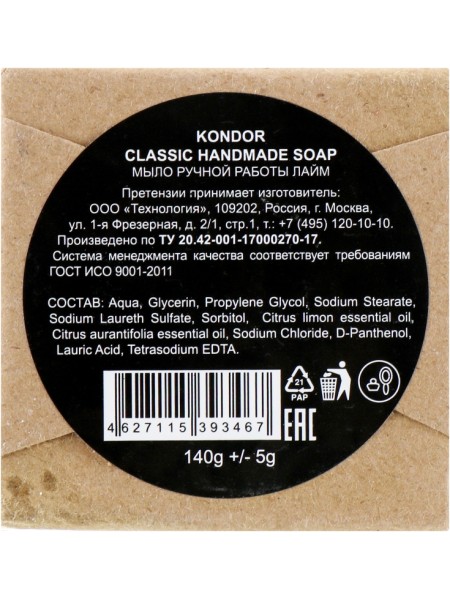 KONDOR
CLASSIC HANDMADE SOAP
МЫЛО РУЧНОЙ РАБОТЫ ЛАЙМ
Претензии принимает изготовитель:
ООО «Технология», 109202, Россия, г. Москва,
ул. 1-я Фрезерная, д. 2/1, стр.1, т.: +7 (495) 120-10-10.
Произведено по ТУ 20.42-001-17000270-17.
Система менеджмента качества соответствует требованиям
ГОСТ ИСО 9001-2011
СОСТАВ: Aqua, Glycerin, Propylene Glycol, Sodium Stearate,
Sodium Laureth Sulfate, Sorbitol, Citrus limon essential oil,
Citrus aurantifolia essential oil, Sodium Chloride, D-Panthenol,
Lauric Acid, Tetrasodium EDTA.
21
PAP
4 627115 393467
EAC
140g +/- 5g